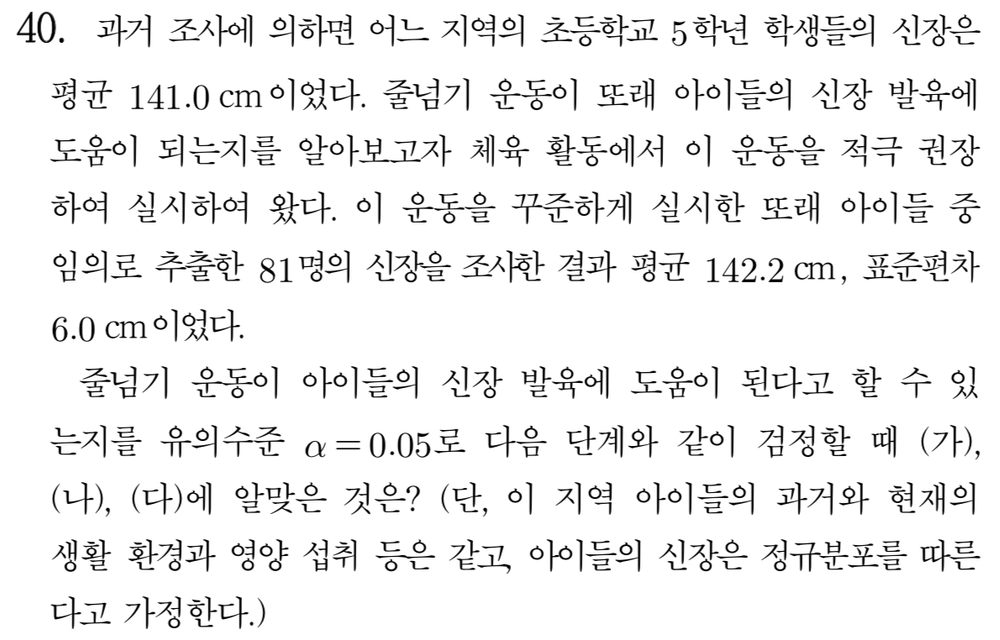 40. 과거 조사에 의하면 어느 지역의 초등학교 5학년 학생들의 신장은
평균 141.0 cm이었다. 줄넘기 운동이 또래 아이들의 신장 발육에
도움이 되는지를 알아보고자 체육 활동에서 이 운동을 적극 권장
하여 실시하여 왔다. 이 운동을 꾸준하게 실시한 또래 아이들 중
임의로 추출한 81명의 신장을 조사한 결과 평균 142.2 cm, 표준편차
6.0 cm이었다.
줄넘기 운동이 아이들의 신장 발육에 도움이 된다고 할 수 있
는지를 유의수준 α=0.05로 다음 단계와 같이 검정할 때 (가),
(나), (다)에 알맞은 것은? (단, 이 지역 아이들의 과거와 현재의
생활 환경과 영양 섭취 등은 같고, 아이들의 신장은 정규분포를 따른
다고 가정한다.)